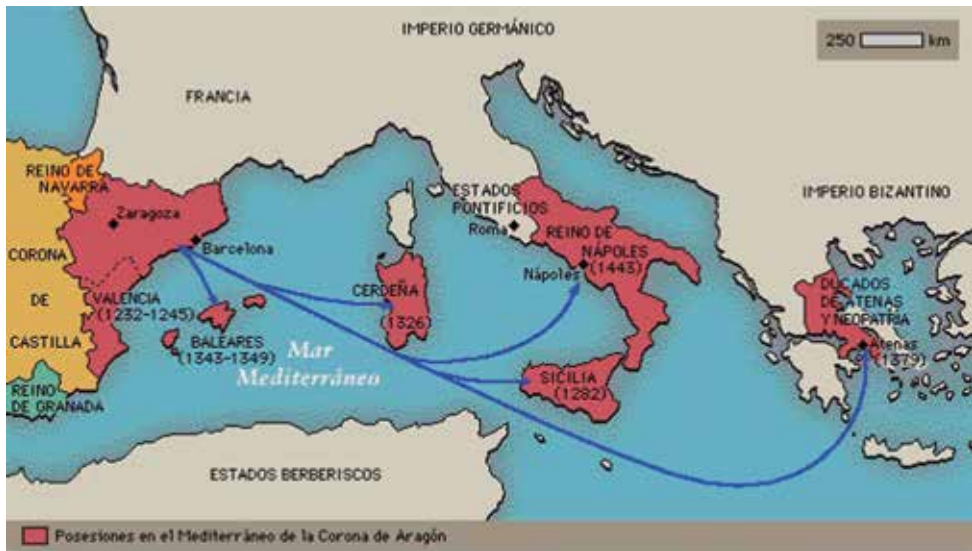 IMPERIO GERMÁNICO
250 km
FRANCIA
REINO DE
NAVARRA
Zaragoza
ESTADOS
PONTIFICIOS
IMPERIO BIZANTINO
Roma
REINO DE
NÁPOLES
(1443)
Barcelona
CORONA
DE
CASTILLA
Nápoles
VALENCIA
(1232-1245)
CERDEÑA
(1326)
DUCADOS
DE ATENAS
Y NEOPATRIA
Atenas
(1379)
BALEARES
(1343-1349)
Mar
Mediterráneo
SICILIA
(1282)
REINO
DE GRANADA
ESTADOS BERBERISCOS
Posesiones en el Mediterráneo de la Corona de Aragón